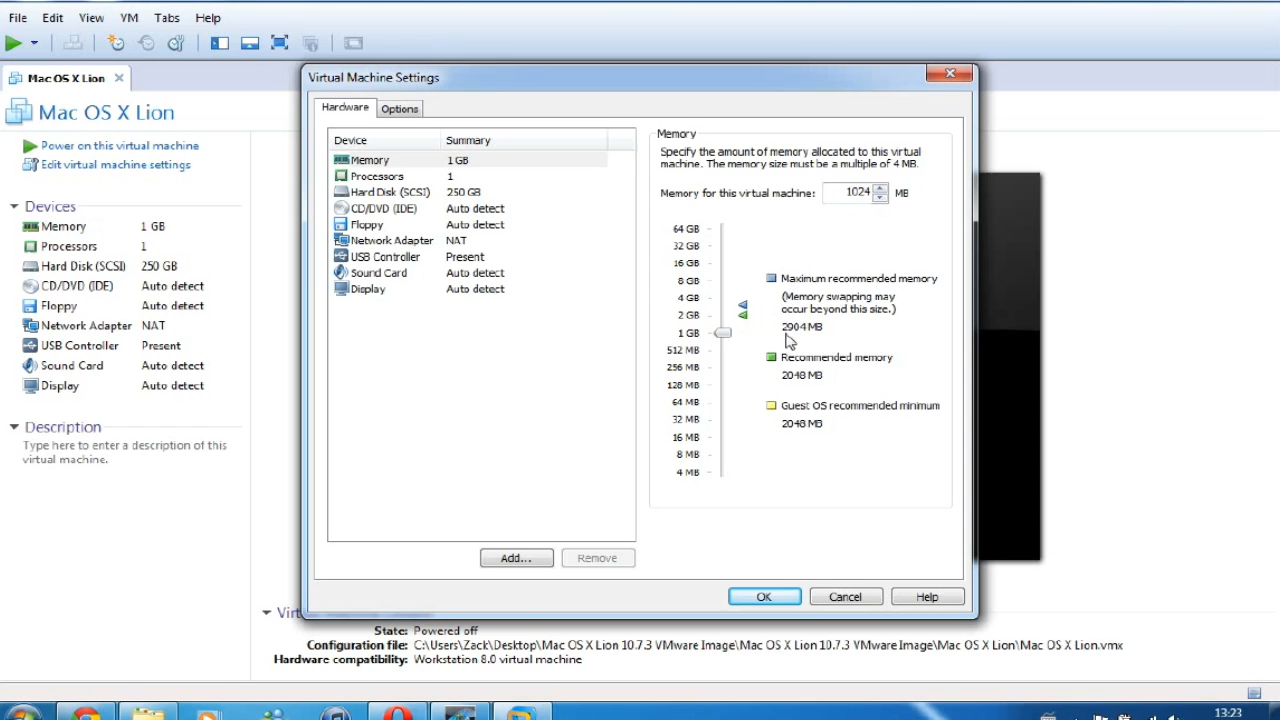 File Edit View VM Tabs Help
Mac OS X Lion
Mac OS X Lion
Power on this virtual machine
Edit virtual machine settings
Devices
Memory 1 GB
Processors 1
Hard Disk (SCSI) 250 GB
CD/DVD (IDE) Auto detect
Floppy Auto detect
Network Adapter NAT
USB Controller Present
Sound Card Auto detect
Display Auto detect
Description
Type here to enter a description of this
virtual machine.
Virtual Machine Settings
Hardware Options
Device Summary
Memory 1 GB
Processors 1
Hard Disk (SCSI) 250 GB
CD/DVD (IDE) Auto detect
Floppy Auto detect
Network Adapter NAT
USB Controller Present
Sound Card Auto detect
Display Auto detect
Add... Remove
Memory
Specify the amount of memory allocated to this virtual
machine. The memory size must be a multiple of 4 MB.
Memory for this virtual machine: 1024 MB
64 GB
32 GB
16 GB
8 GB
4 GB
2 GB
1 GB
512 MB
256 MB
128 MB
64 MB
32 MB
16 MB
8 MB
4 MB
Maximum recommended memory
(Memory swapping may
occur beyond this size.)
2904 MB
Recommended memory
2048 MB
Guest OS recommended minimum
2048 MB
OK Cancel Help
State: Powered off
Configuration file: C:\Users\Zack\Desktop\Mac OS X Lion 10.7.3 VMware Image\Mac OS X Lion 10.7.3 VMware Image\Mac OS X Lion\Mac OS X Lion.vmx
Hardware compatibility: Workstation 8.0 virtual machine
13:23